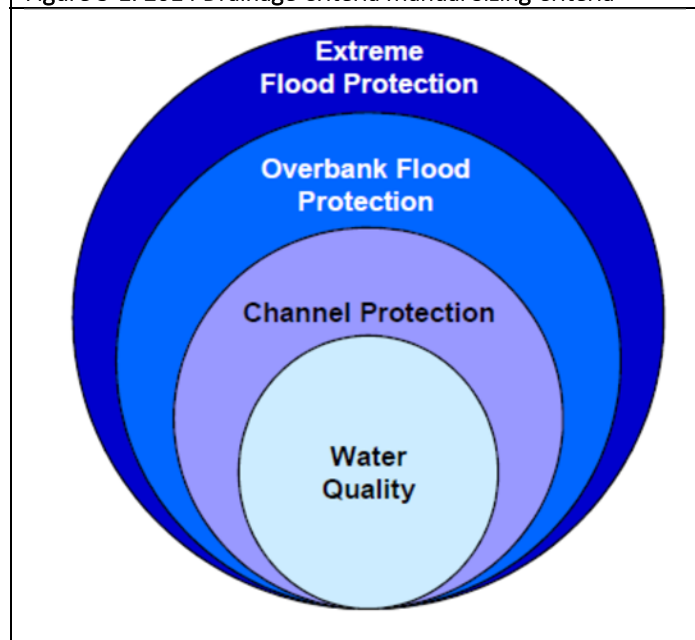 Extreme
Flood Protection
Overbank Flood
Protection
Channel Protection
Water
Quality